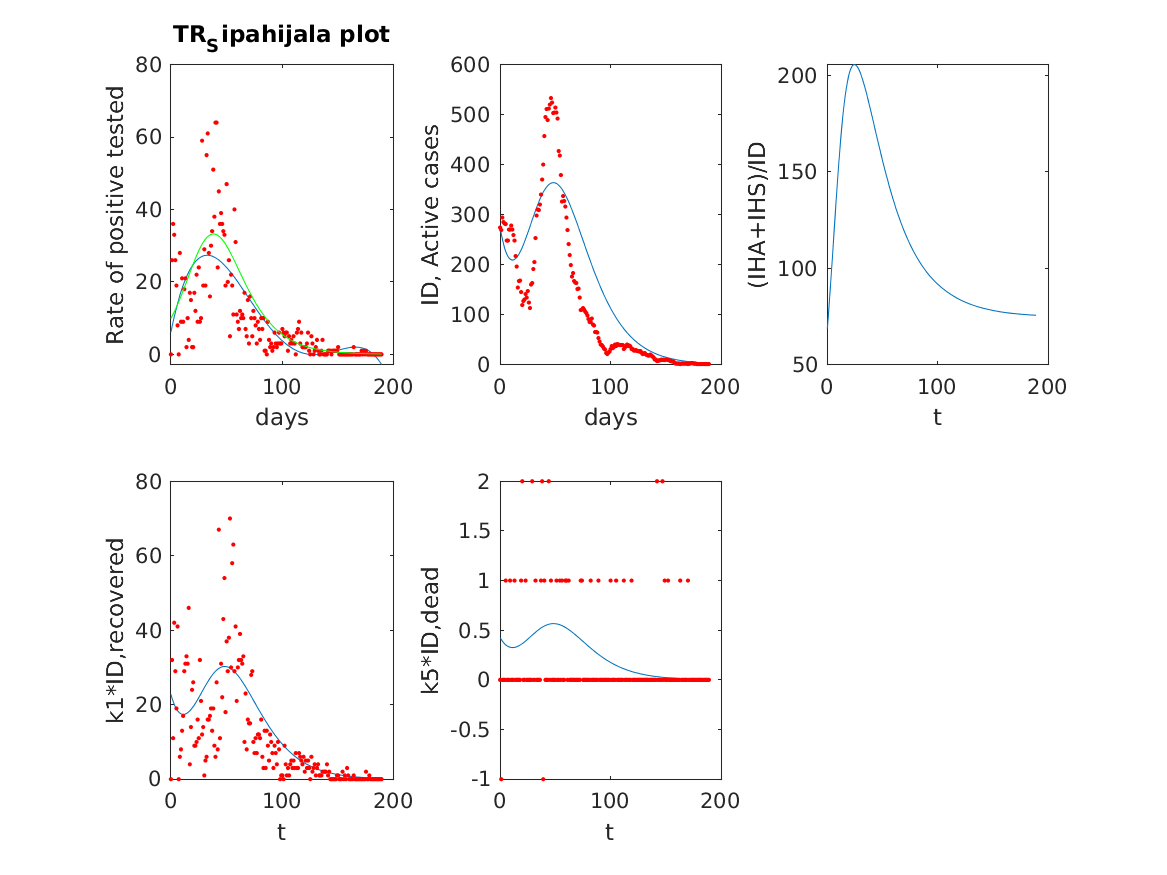 TRSipahijala plot
80
60
40
20
0
Rate of positive tested
0 100 200
days
600
500
400
300
200
100
0
ID, Active cases
0 100 200
days
200
150
100
50
(IHA+IHS)/ID
0 100 200
t
80
60
40
20
0
k1*ID,recovered
0 100 200
t
2
1.5
1
0.5
0
-0.5
-1
k5*ID,dead
0 100 200
t